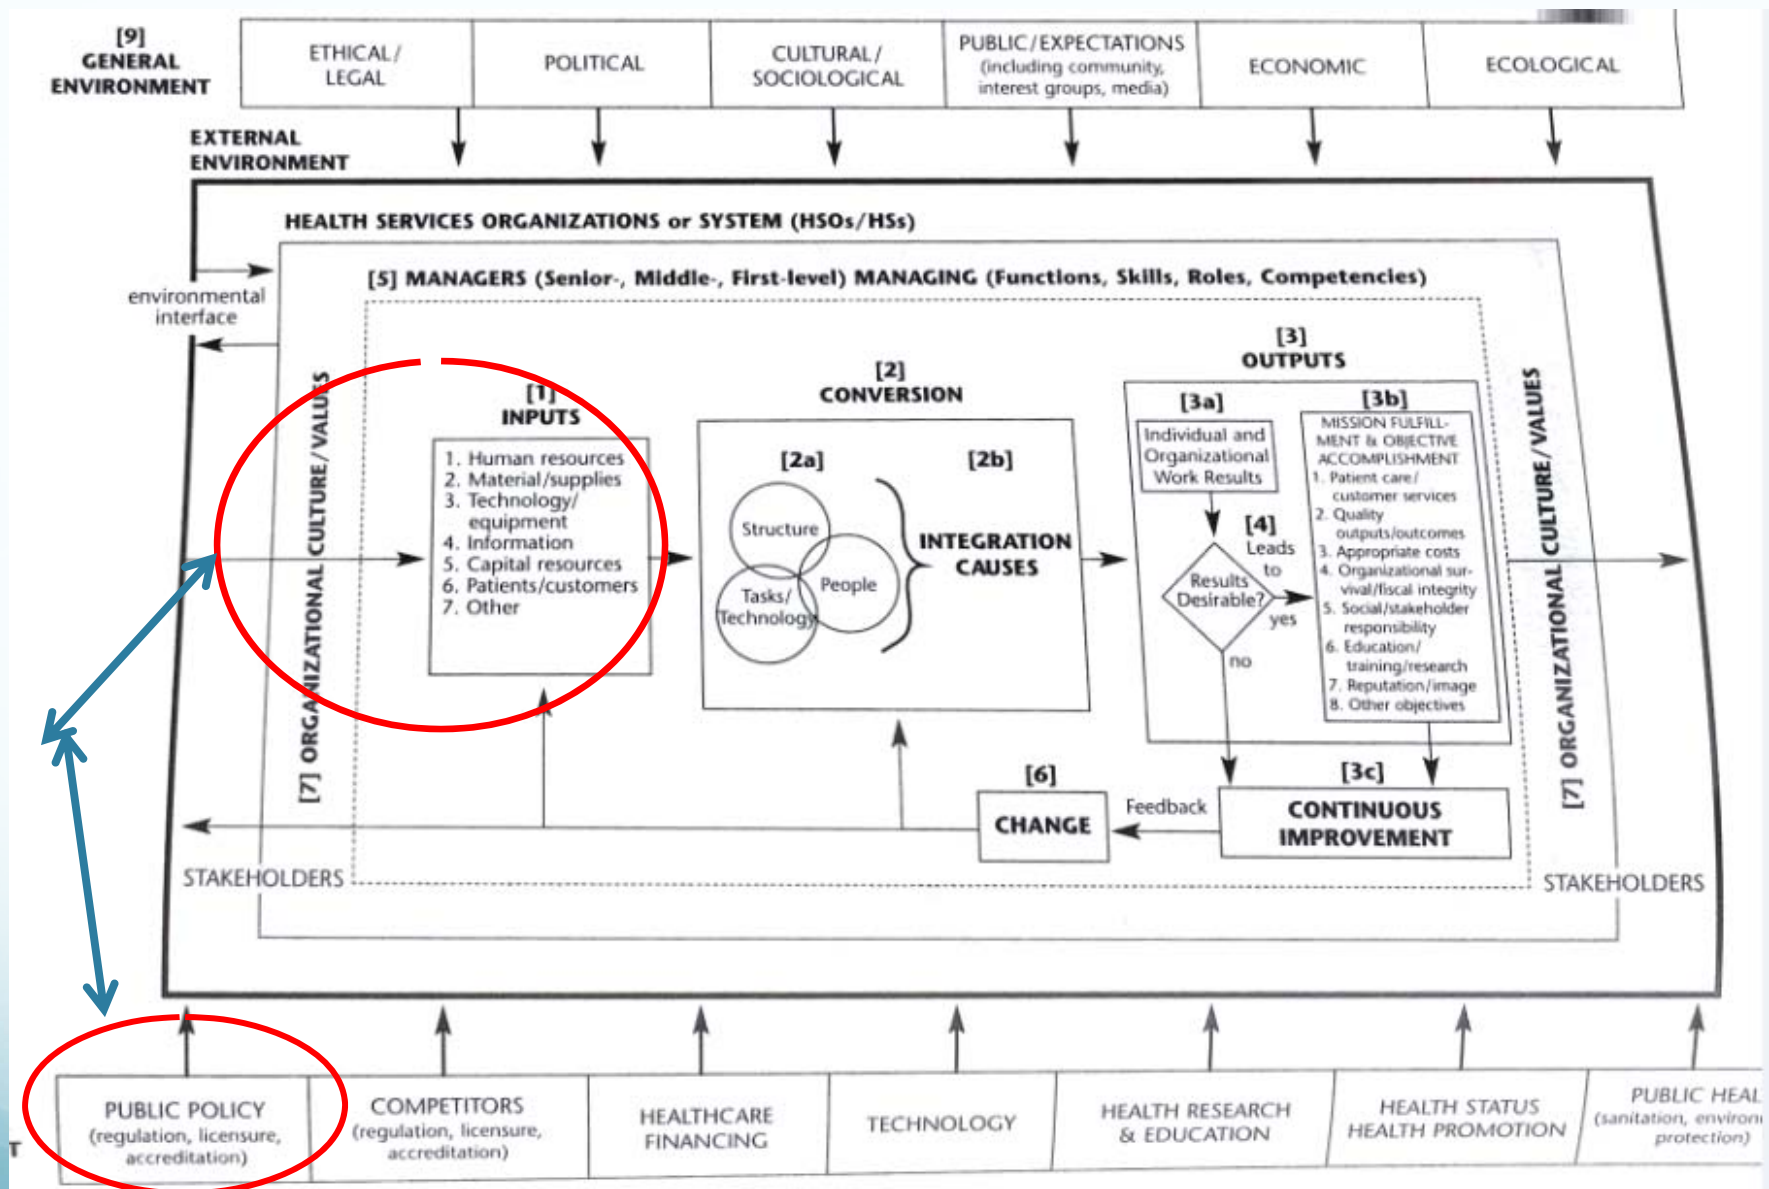 [9]
GENERAL
ENVIRONMENT
ETHICAL/
LEGAL
POLITICAL
CULTURAL/
SOCIOLOGICAL
PUBLIC/EXPECTATIONS
(including community,
interest groups, media)
ECONOMIC
ECOLOGICAL
EXTERNAL
ENVIRONMENT
HEALTH SERVICES ORGANIZATIONS or SYSTEM (HSOs/HSs)
[5] MANAGERS (Senior-, Middle-, First-level) MANAGING (Functions, Skills, Roles, Competencies)
environmental
interface
[7] ORGANIZATIONAL CULTURE/VALUES
[1]
INPUTS
1. Human resources
2. Material/supplies
3. Technology/
equipment
4. Information
5. Capital resources
6. Patients/customers
7. Other
[2]
CONVERSION
[2a]
Structure
People
Tasks/
Technology
[2b]
INTEGRATION
CAUSES
[3]
OUTPUTS
[3a]
Individual and
Organizational
Work Results
[4]
Leads
to
yes
Results
Desirable?
no
[3b]
MISSION FULFILL-
MENT & OBJECTIVE
ACCOMPLISHMENT
1. Patient care/
customer services
2. Quality
outputs/outcomes
3. Appropriate costs
4. Organizational sur-
vival/fiscal integrity
5. Social/stakeholder
responsibility
6. Education/
training/research
7. Reputation/image
8. Other objectives
[7] ORGANIZATIONAL CULTURE/VALUES
[3c]
CONTINUOUS
IMPROVEMENT
Feedback
[6]
CHANGE
STAKEHOLDERS
STAKEHOLDERS
T
PUBLIC POLICY
(regulation, licensure,
accreditation)
COMPETITORS
(regulation, licensure,
accreditation)
HEALTHCARE
FINANCING
TECHNOLOGY
HEALTH RESEARCH
& EDUCATION
HEALTH STATUS
HEALTH PROMOTION
PUBLIC HEAL
(sanitation, environ
protection)